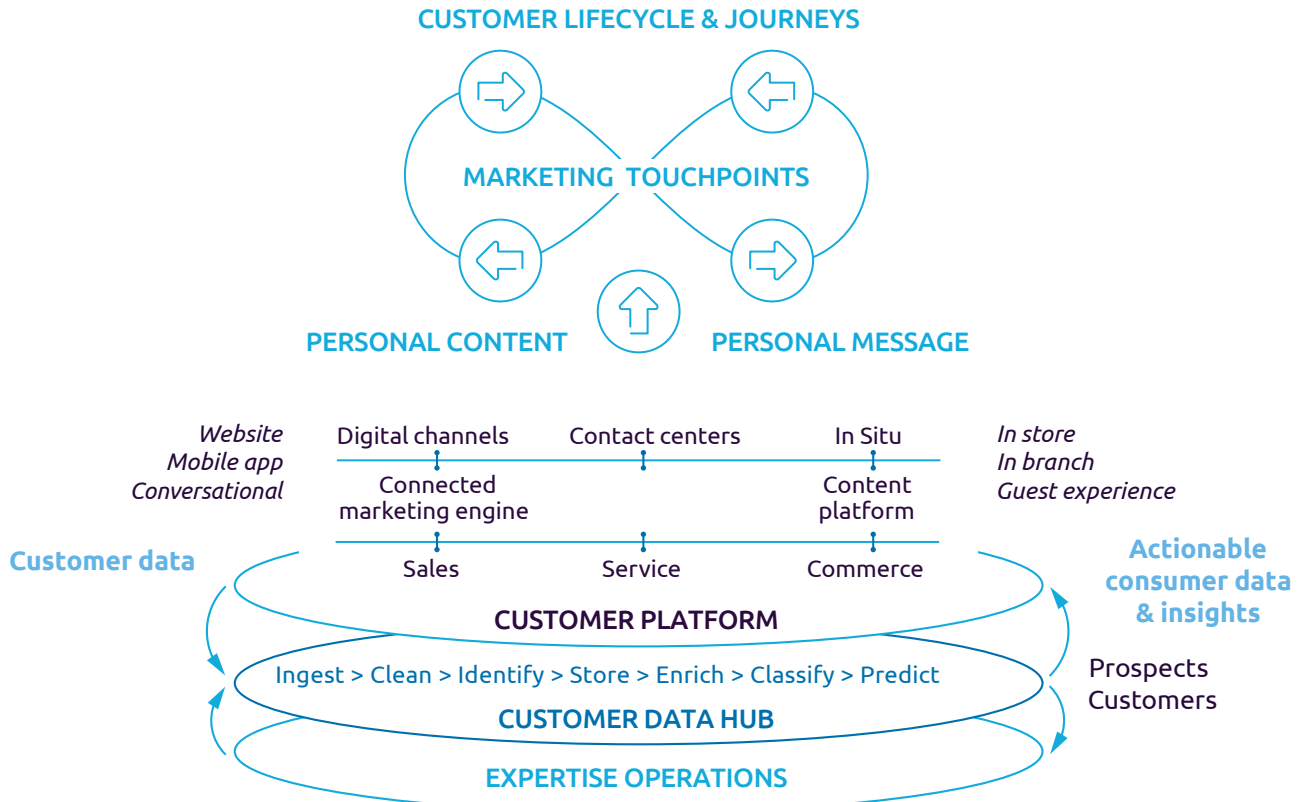 CUSTOMER LIFECYCLE & JOURNEYS
MARKETING TOUCHPOINTS
PERSONAL CONTENT
PERSONAL MESSAGE
Website
Mobile app
Conversational
Digital channels
Contact centers
In Situ
In store
In branch
Guest experience
Connected
marketing engine
Content
platform
Customer data
Sales
Service
Commerce
Actionable
consumer data
& insights
CUSTOMER PLATFORM
Ingest > Clean > Identify > Store > Enrich > Classify > Predict
Prospects
Customers
CUSTOMER DATA HUB
EXPERTISE OPERATIONS